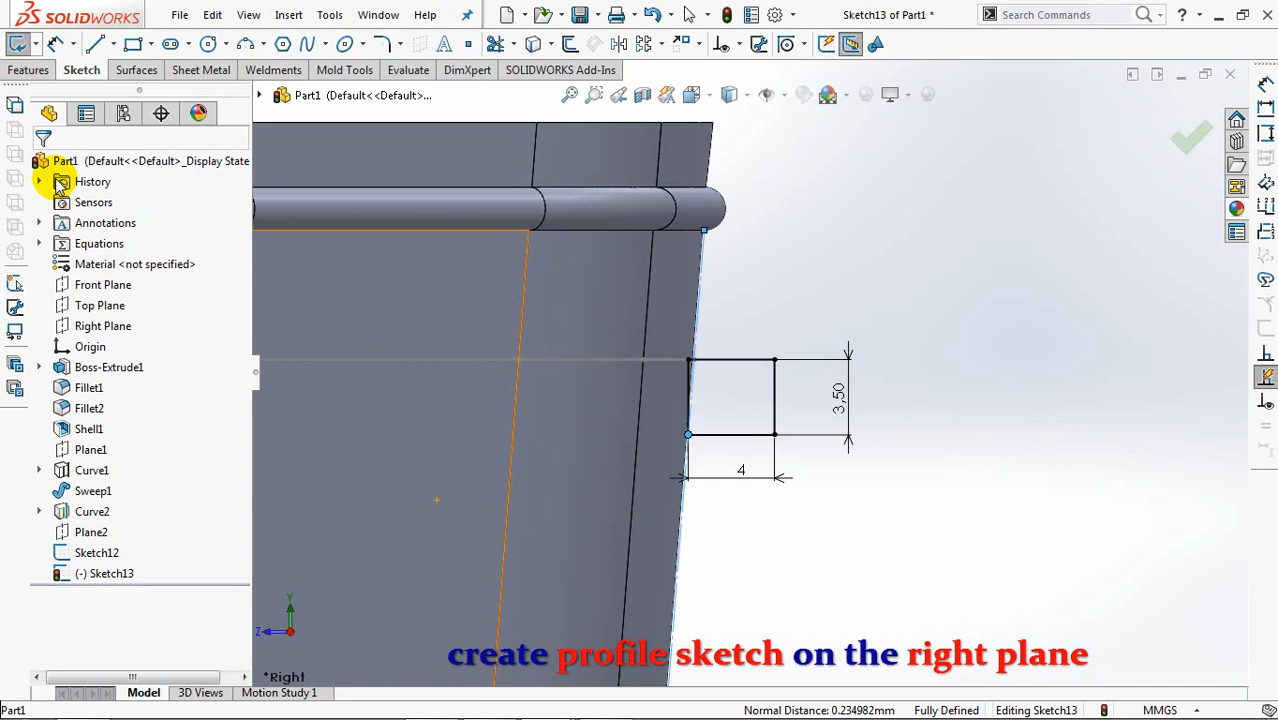 SOLIDWORKS File Edit View Insert Tools Window Help Sketch13 of Part1 * Search Commands ?
Features Sketch Surfaces Sheet Metal Weldments Mold Tools Evaluate DimXpert SOLIDWORKS Add-Ins
Part1 (Default<<Default>...
Part1 (Default<<Default>_Display State
History
Sensors
Annotations
Equations
Material <not specified>
Front Plane
Top Plane
Right Plane
Origin
Boss-Extrude1
Fillet1
Fillet2
Shell1
Plane1
Curve1
Sweep1
Curve2
Plane2
Sketch12
(-) Sketch13
3,50
4
Y
Z
*Right
create profile sketch on the right plane
Model 3D Views Motion Study 1
Part1 Normal Distance: 0.234982mm Fully Defined Editing Sketch13 MMGS